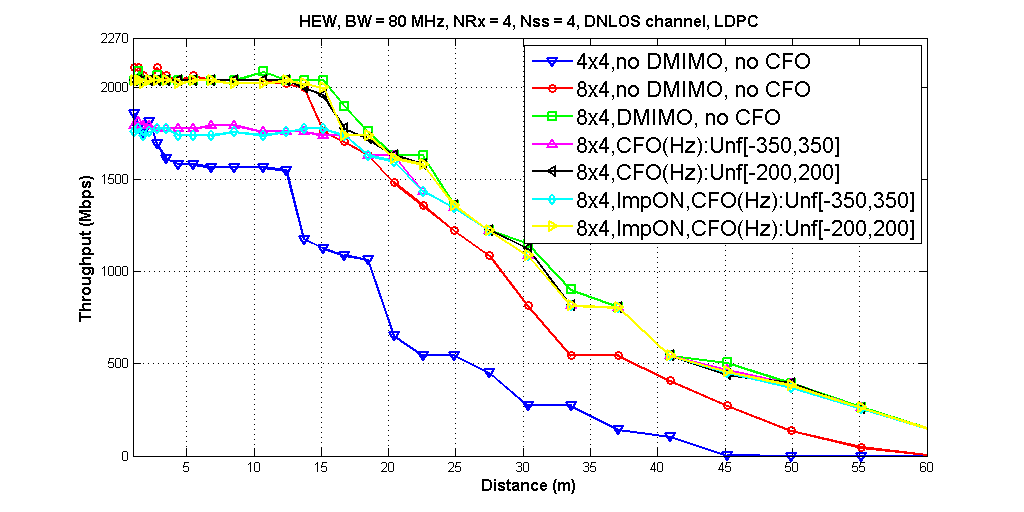 HEW, BW = 80 MHz, NRx = 4, Nss = 4, DNLOS channel, LDPC
2270
2000
1500
1000
500
0
Throughput (Mbps)
4x4,no DMIMO, no CFO
8x4,no DMIMO, no CFO
8x4,DMIMO, no CFO
8x4,CFO(Hz):Unf[-350,350]
8x4,CFO(Hz):Unf[-200,200]
8x4,ImpON,CFO(Hz):Unf[-350,350]
8x4,ImpON,CFO(Hz):Unf[-200,200]
5 10 15 20 25 30 35 40 45 50 55 60
Distance (m)